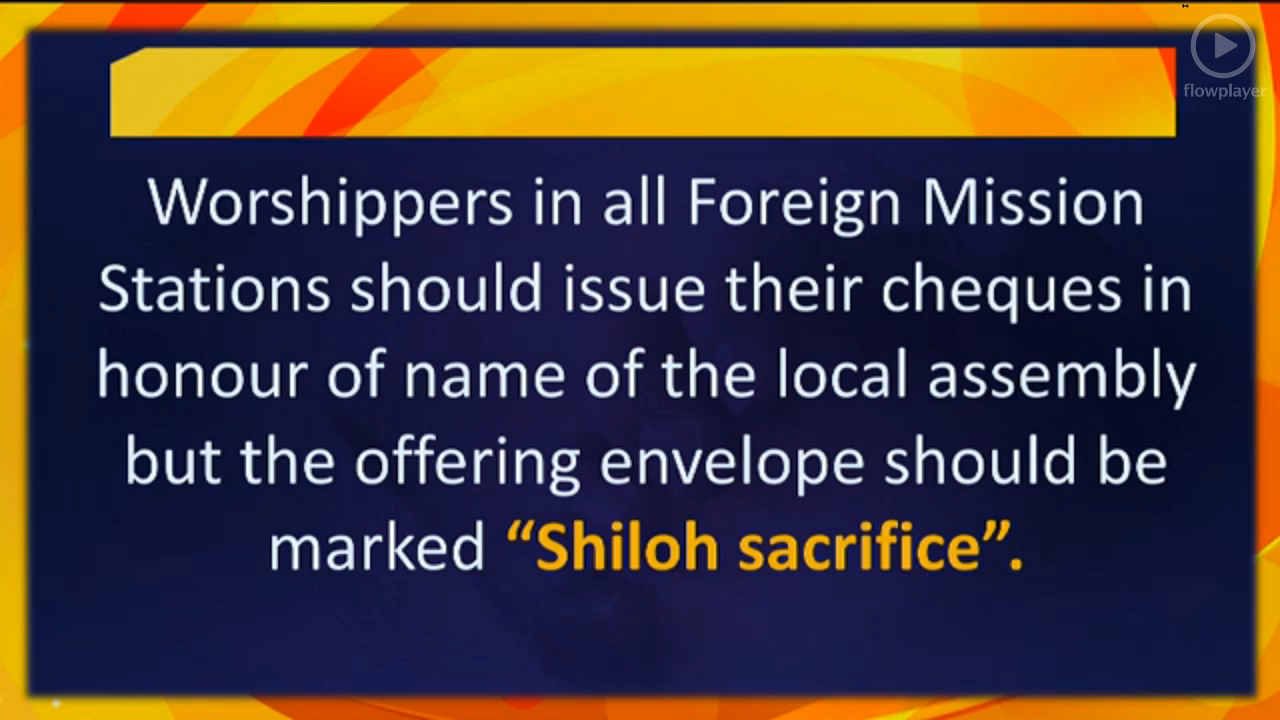 flowplayer
Worshippers in all Foreign Mission
Stations should issue their cheques in
honour of name of the local assembly
but the offering envelope should be
marked “Shiloh sacrifice”.